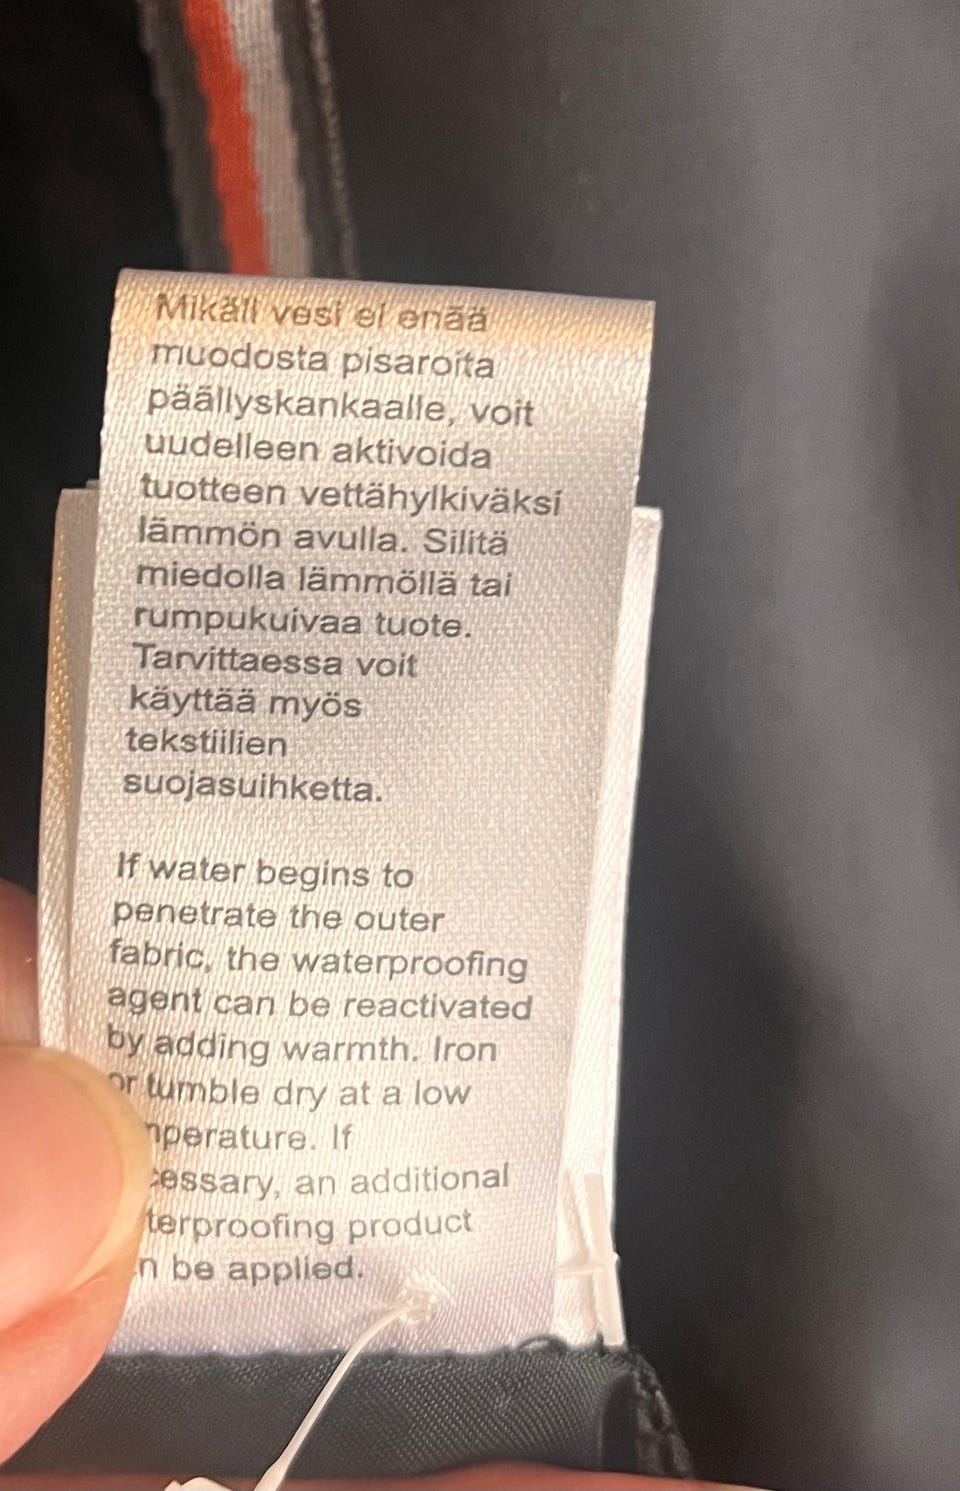 Mikäli vesi ei enää
muodosta pisaroita
päällyskankaalle, voit
uudelleen aktivoida
tuotteen vettähylkiväksi
lämmön avulla. Silitä
miedolla lämmöllä tai
rumpukuivaa tuote.
Tarvittaessa voit
käyttää myös
tekstiilien
suojasuihketta.

If water begins to
penetrate the outer
fabric, the waterproofing
agent can be reactivated
by adding warmth. Iron
or tumble dry at a low
If
an additional
product
be applied.